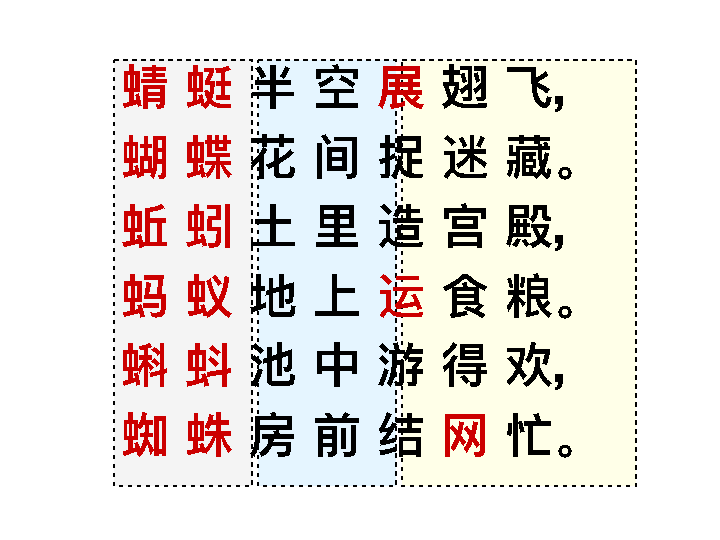 蜻蜓半空展翅飞，
蝴蝶花间捉迷藏。
蚯蚓土里造宫殿，
蚂蚁地上运食粮。
蝌蚪池中游得欢，
蜘蛛房前结网忙。